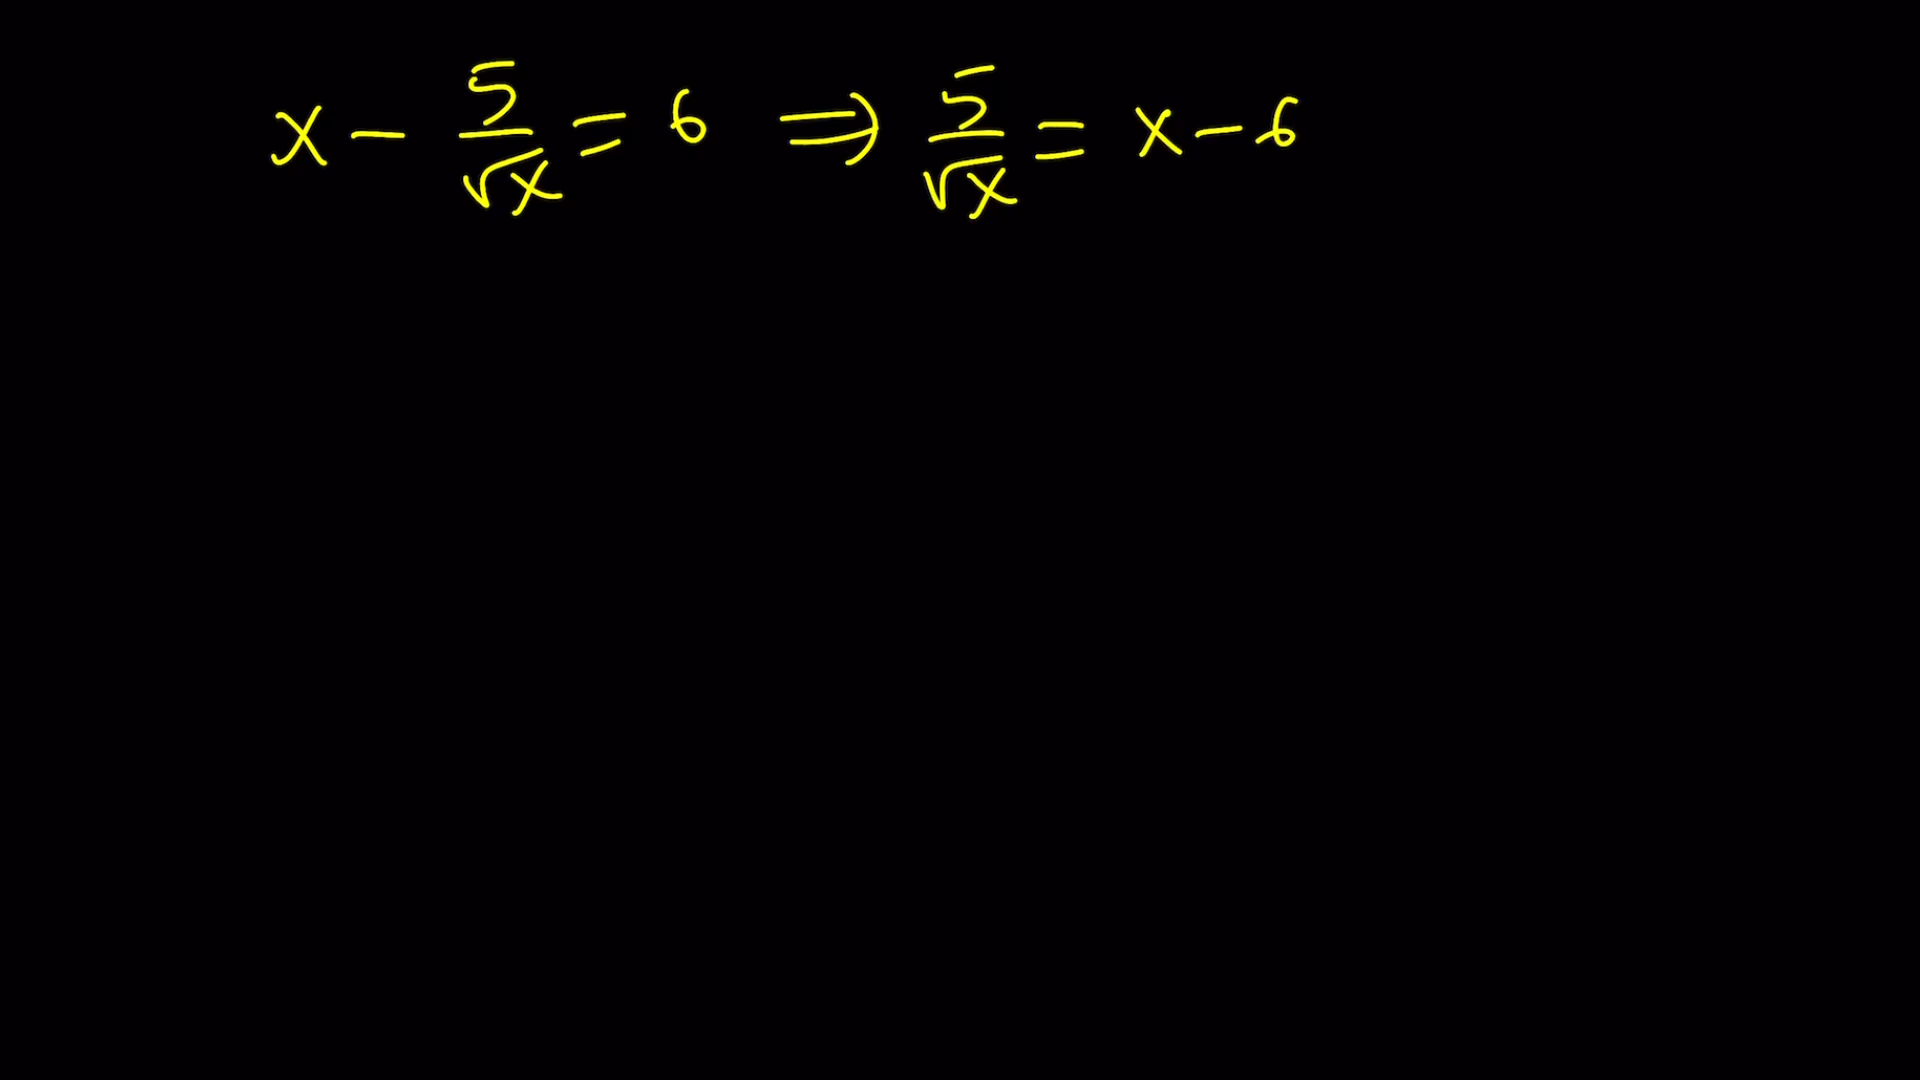 x - 5/√x = 6 ⇒ 5/√x = x - 6